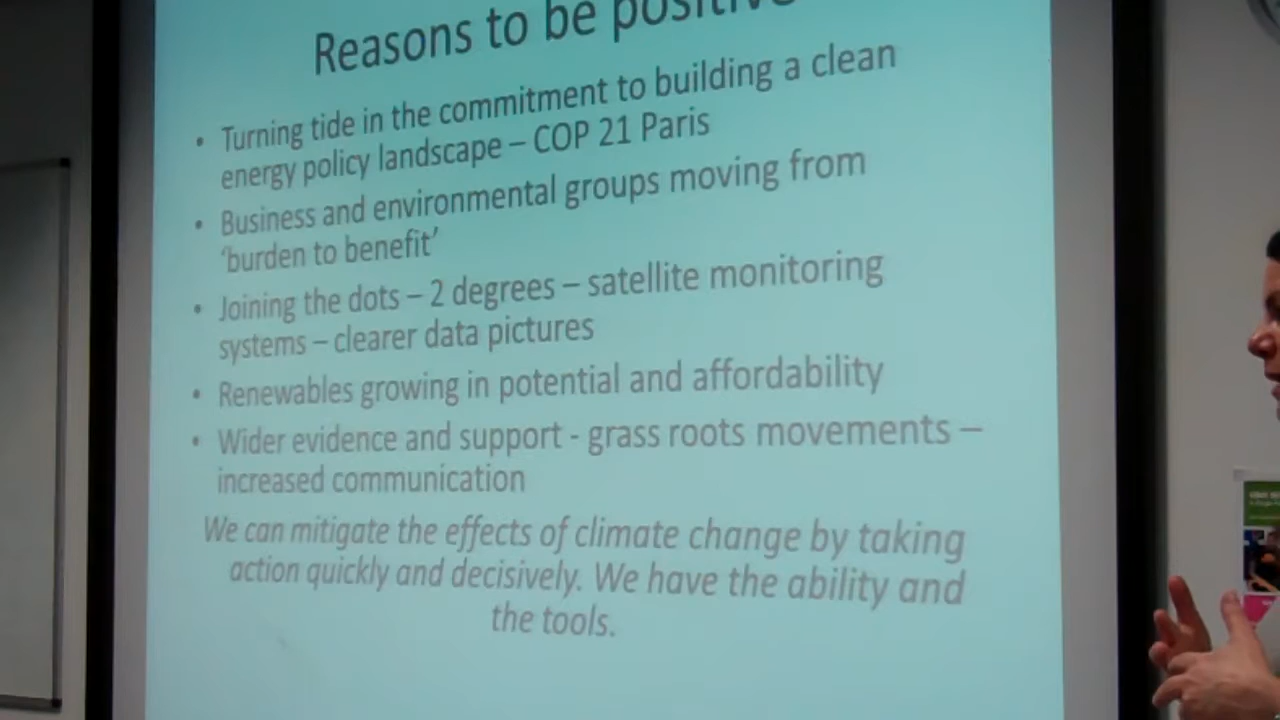 Reasons to be positive
• Turning tide in the commitment to building a clean
energy policy landscape – COP 21 Paris
• Business and environmental groups moving from
‘burden to benefit’
• Joining the dots – 2 degrees – satellite monitoring
systems – clearer data pictures
• Renewables growing in potential and affordability
• Wider evidence and support - grass roots movements –
increased communication
We can mitigate the effects of climate change by taking
action quickly and decisively. We have the ability and
the tools.